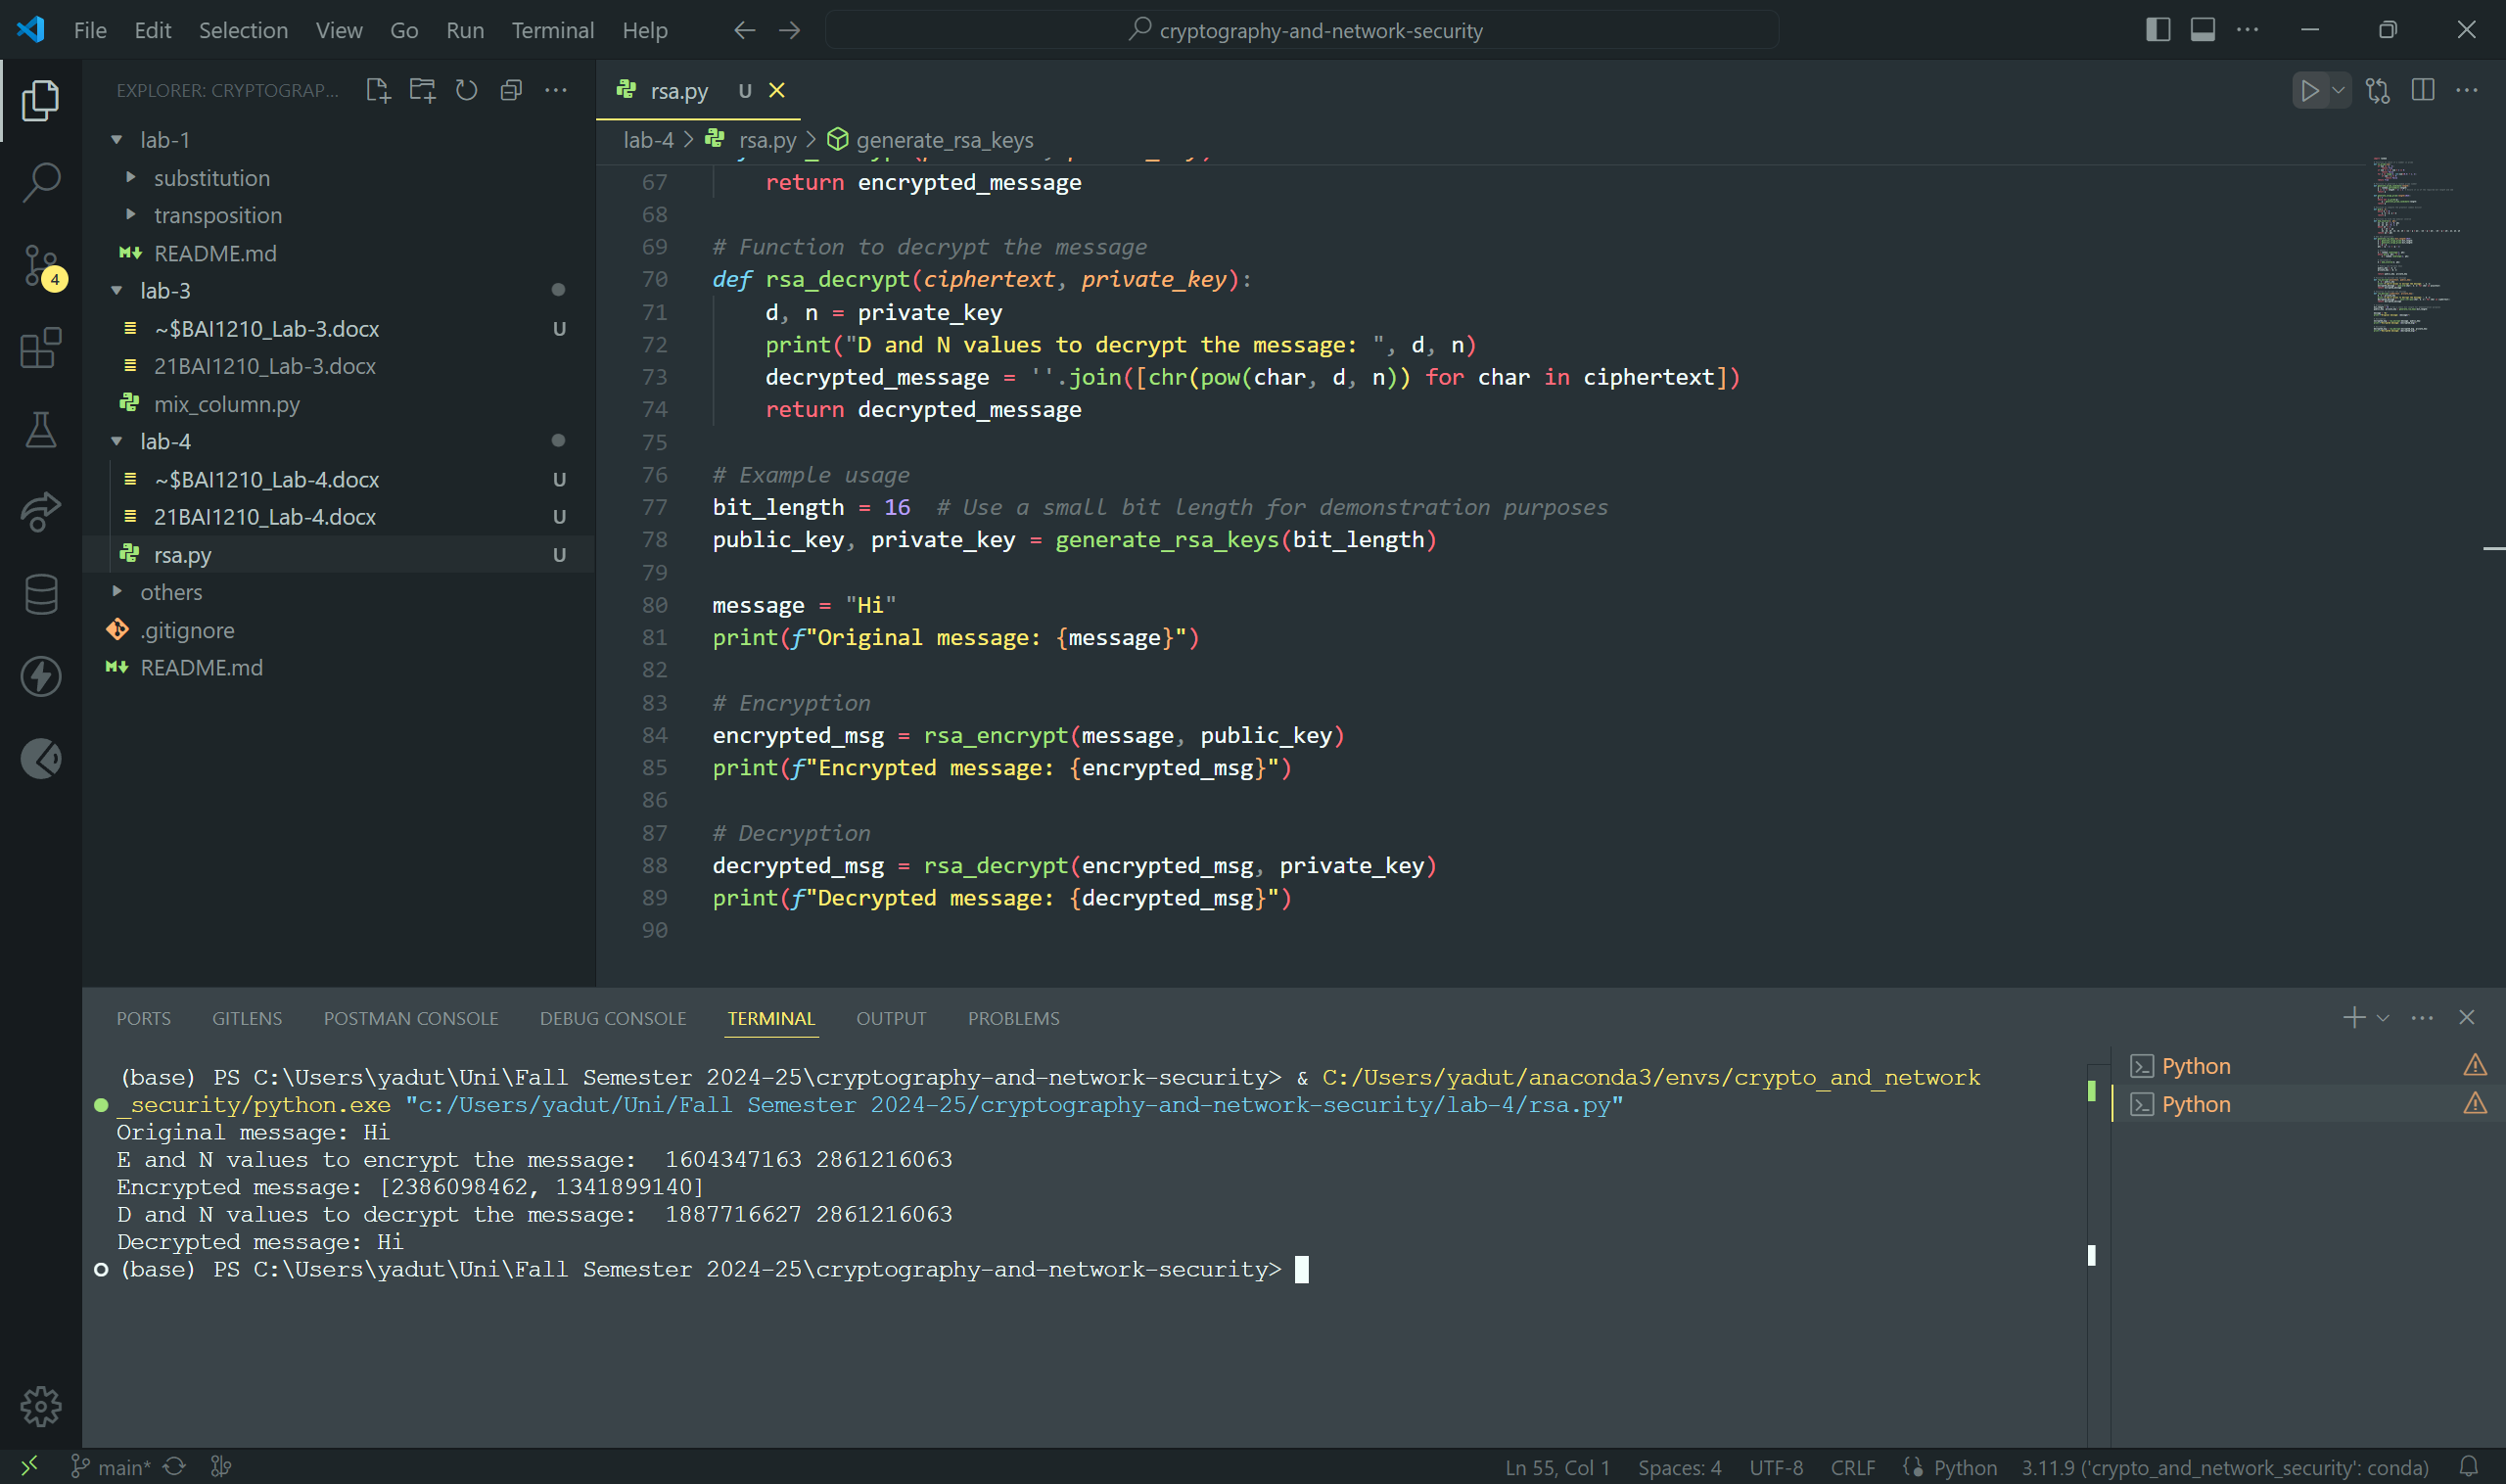 File Edit Selection View Go Run Terminal Help
cryptography-and-network-security
EXPLORER: CRYPTOGRAP...
lab-1
substitution
transposition
README.md
lab-3
~$BAI1210_Lab-3.docx U
21BAI1210_Lab-3.docx
mix_column.py
lab-4
~$BAI1210_Lab-4.docx U
21BAI1210_Lab-4.docx U
rsa.py U
others
.gitignore
README.md
4
rsa.py U
lab-4 > rsa.py > generate_rsa_keys
67 return encrypted_message
68
69 # Function to decrypt the message
70 def rsa_decrypt(ciphertext, private_key):
71 d, n = private_key
72 print("D and N values to decrypt the message: ", d, n)
73 decrypted_message = ''.join([chr(pow(char, d, n)) for char in ciphertext])
74 return decrypted_message
75
76 # Example usage
77 bit_length = 16 # Use a small bit length for demonstration purposes
78 public_key, private_key = generate_rsa_keys(bit_length)
79
80 message = "Hi"
81 print(f"Original message: {message}")
82
83 # Encryption
84 encrypted_msg = rsa_encrypt(message, public_key)
85 print(f"Encrypted message: {encrypted_msg}")
86
87 # Decryption
88 decrypted_msg = rsa_decrypt(encrypted_msg, private_key)
89 print(f"Decrypted message: {decrypted_msg}")
90
PORTS GITLENS POSTMAN CONSOLE DEBUG CONSOLE TERMINAL OUTPUT PROBLEMS
(base) PS C:\Users\yadut\Uni\Fall Semester 2024-25\cryptography-and-network-security> & C:/Users/yadut/anaconda3/envs/crypto_and_network
_security/python.exe "c:/Users/yadut/Uni/Fall Semester 2024-25/cryptography-and-network-security/lab-4/rsa.py"
Original message: Hi
E and N values to encrypt the message:  1604347163 2861216063
Encrypted message: [2386098462, 1341899140]
D and N values to decrypt the message:  1887716627 2861216063
Decrypted message: Hi
(base) PS C:\Users\yadut\Uni\Fall Semester 2024-25\cryptography-and-network-security>
Python
Python
main* Ln 55, Col 1 Spaces: 4 UTF-8 CRLF Python 3.11.9 ('crypto_and_network_security': conda)